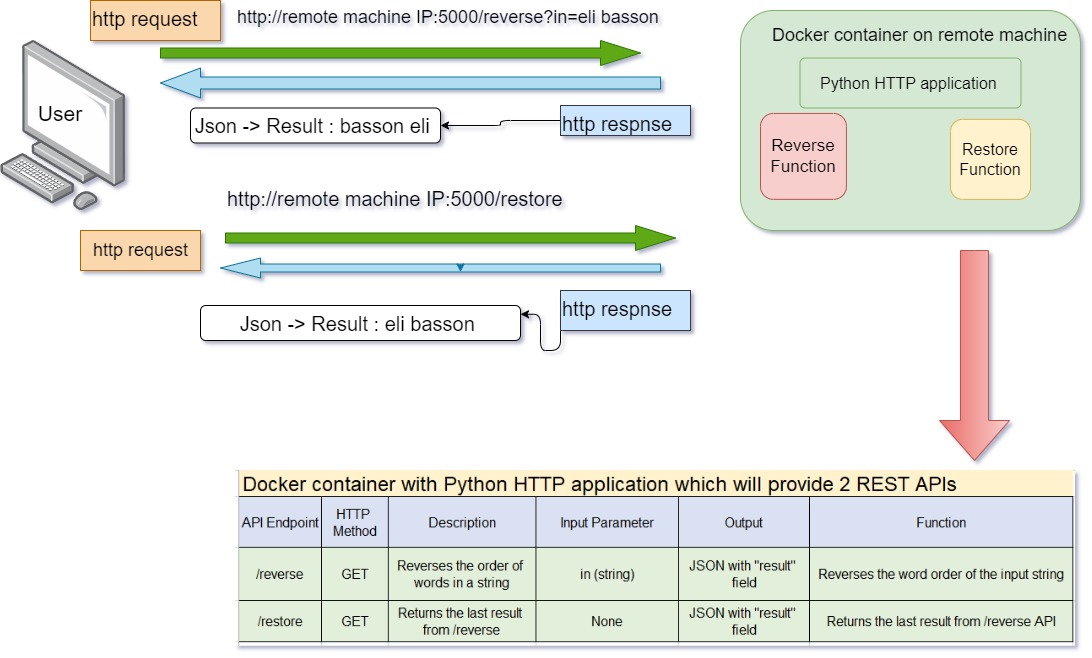 http request
http://remote machine IP:5000/reverse?in=eli basson
Docker container on remote machine
Python HTTP application
User
Json -> Result : basson eli
http respnse
Reverse
Function
Restore
Function
http://remote machine IP:5000/restore
http request
http respnse
Json -> Result : eli basson
Docker container with Python HTTP application which will provide 2 REST APIs
API Endpoint HTTP Method Description Input Parameter Output Function
/reverse GET Reverses the order of words in a string in (string) JSON with "result" field Reverses the word order of the input string
/restore GET Returns the last result from /reverse None JSON with "result" field Returns the last result from /reverse API